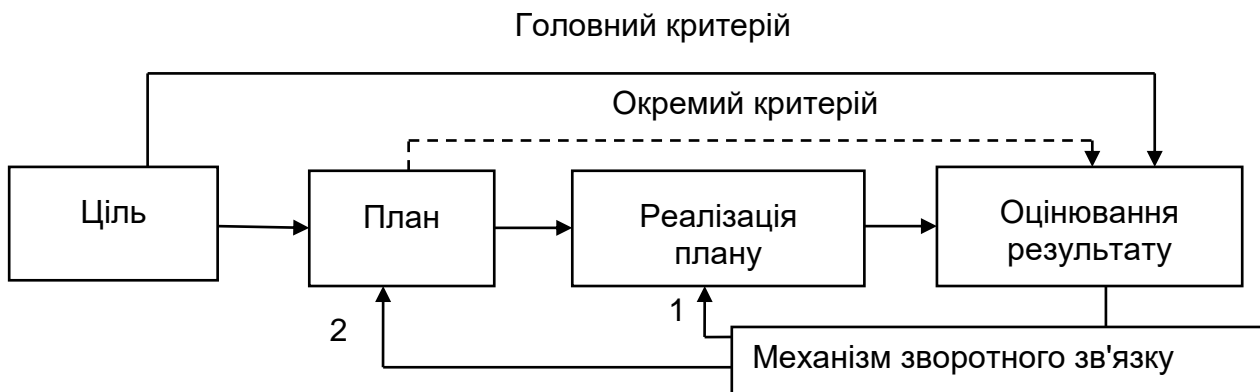 Головний критерій
Окремий критерій
Ціль
План
Реалізація
плану
Оцінювання
результату
1
2
Механізм зворотного зв'язку